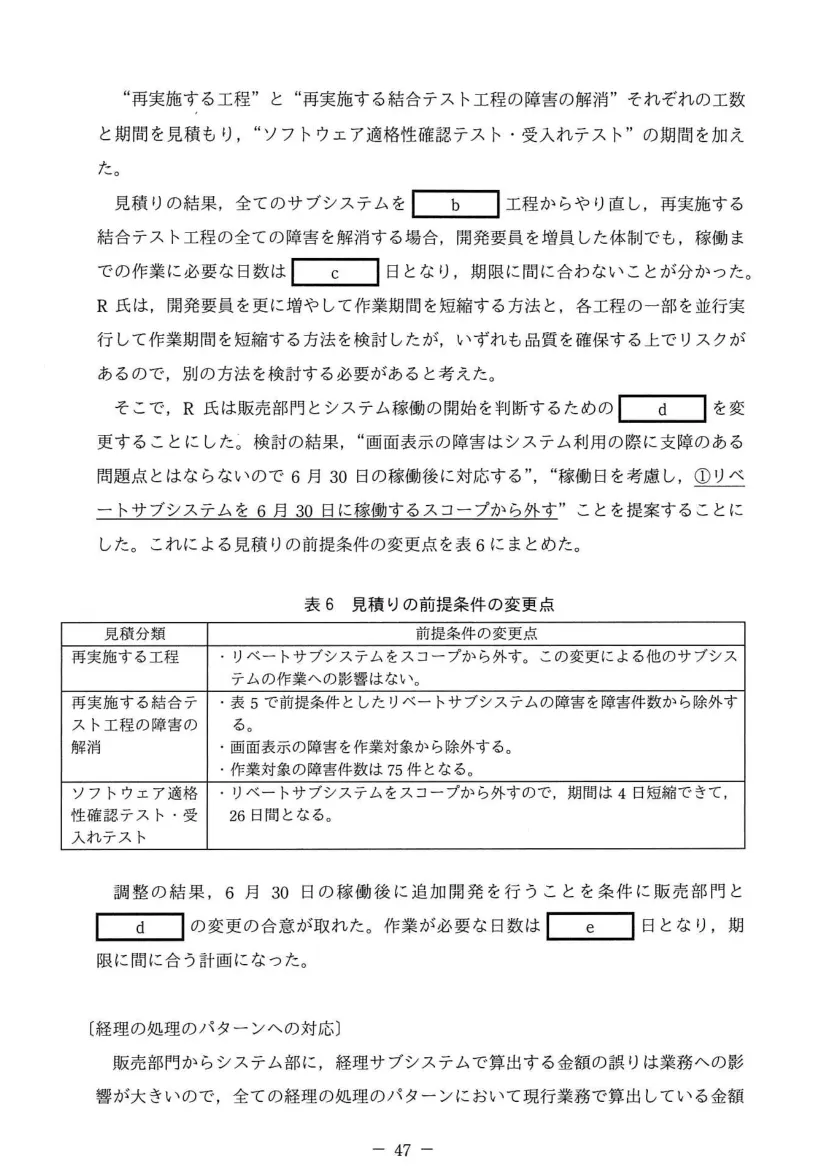 “再実施する工程”と“再実施する結合テスト工程の障害の解消”それぞれの工数
と期間を見積もり，“ソフトウェア適格性確認テスト・受入れテスト”の期間を加え
た。
見積りの結果，全てのサブシステムを b 工程からやり直し，再実施する
結合テスト工程の全ての障害を解消する場合，開発要員を増員した体制でも，稼働ま
での作業に必要な日数は c 日となり，期限に間に合わないことが分かった。
R 氏は，開発要員を更に増やして作業期間を短縮する方法と，各工程の一部を並行実
行して作業期間を短縮する方法を検討したが，いずれも品質を確保する上でリスクが
あるので，別の方法を検討する必要があると考えた。
そこで，R 氏は販売部門とシステム稼働の開始を判断するための d を変
更することにした。検討の結果，“画面表示の障害はシステム利用の際に支障のある
問題点とはならないので 6 月 30 日の稼働後に対応する”，“稼働日を考慮し，①リベ
ートサブシステムを 6 月 30 日に稼働するスコープから外す”ことを提案することに
した。これによる見積りの前提条件の変更点を表 6 にまとめた。
表 6 見積りの前提条件の変更点
見積分類 前提条件の変更点
再実施する工程 ・リベートサブシステムをスコープから外す。この変更による他のサブシス
テムの作業への影響はない。
再実施する結合テ ・表 5 で前提条件としたリベートサブシステムの障害を障害件数から除外す
スト工程の障害の る。
解消 ・画面表示の障害を作業対象から除外する。
・作業対象の障害件数は 75 件となる。
ソフトウェア適格 ・リベートサブシステムをスコープから外すので，期間は 4 日短縮できて，
性確認テスト・受 26 日間となる。
入れテスト
調整の結果，6 月 30 日の稼働後に追加開発を行うことを条件に販売部門と
d の変更の合意が取れた。作業が必要な日数は e 日となり，期
限に間に合う計画になった。
〔経理の処理のパターンへの対応〕
販売部門からシステム部に，経理サブシステムで算出する金額の誤りは業務への影
響が大きいので，全ての経理の処理のパターンにおいて現行業務で算出している金額
－ 47 －